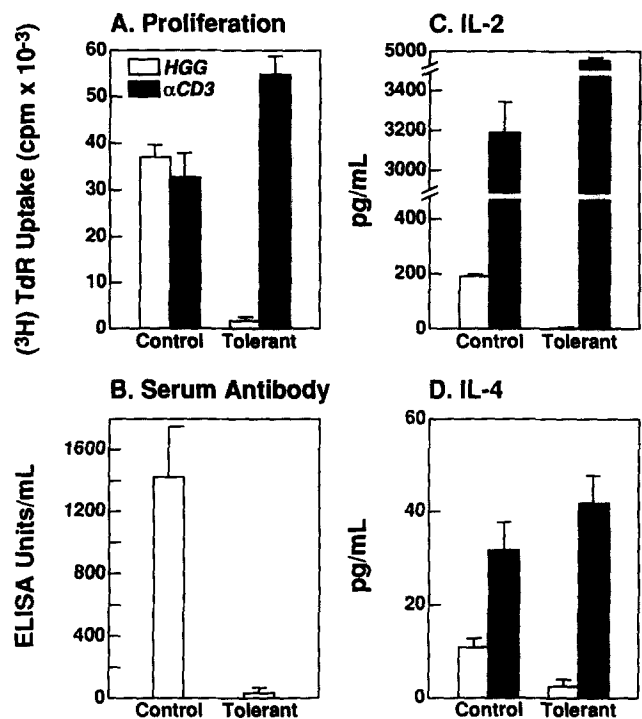 A. Proliferation
(³H) TdR Uptake (cpm x 10⁻³)
60
50
40
30
20
10
0
HGG
αCD3
Control Tolerant
C. IL-2
pg/mL
5000
3400
3200
3000
400
200
0
Control Tolerant
B. Serum Antibody
ELISA Units/mL
1600
1200
800
400
0
Control Tolerant
D. IL-4
pg/mL
60
40
20
0
Control Tolerant